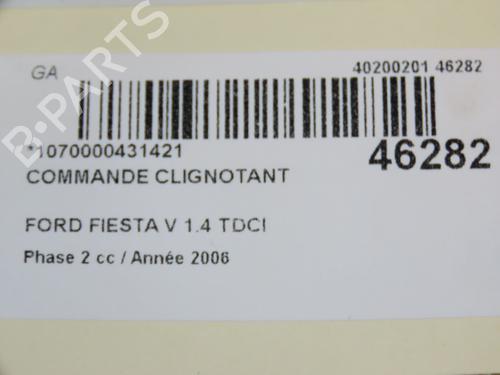 GA
40200201 46282
B-PARTS
*1070000431421
46282
COMMANDE CLIGNOTANT
FORD FIESTA V 1.4 TDCI
Phase 2 cc / Année 2006